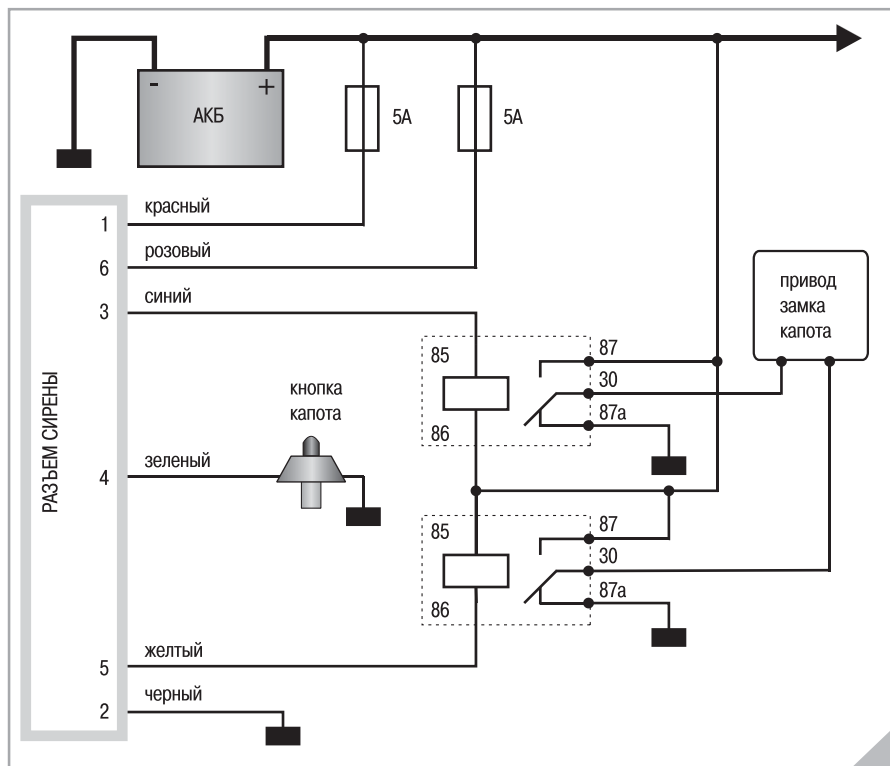 -
+
АКБ
5А
5А
РАЗЪЕМ СИРЕНЫ
1
красный
6
розовый
3
синий
привод
замка
капота
85
87
30
87а
86
кнопка
капота
4
зеленый
85
87
30
87а
86
5
желтый
2
черный